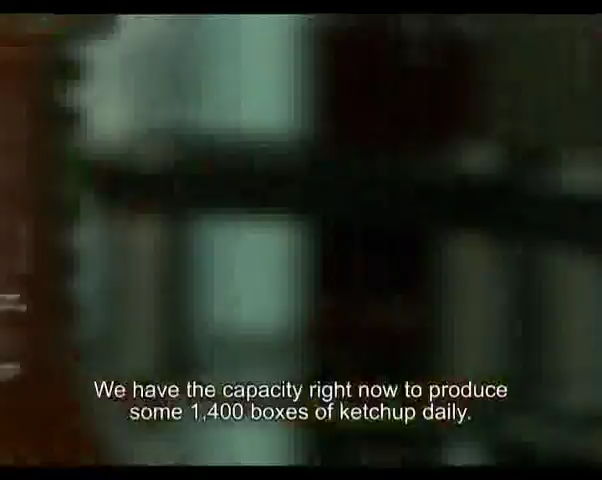 We have the capacity right now to produce
some 1,400 boxes of ketchup daily.